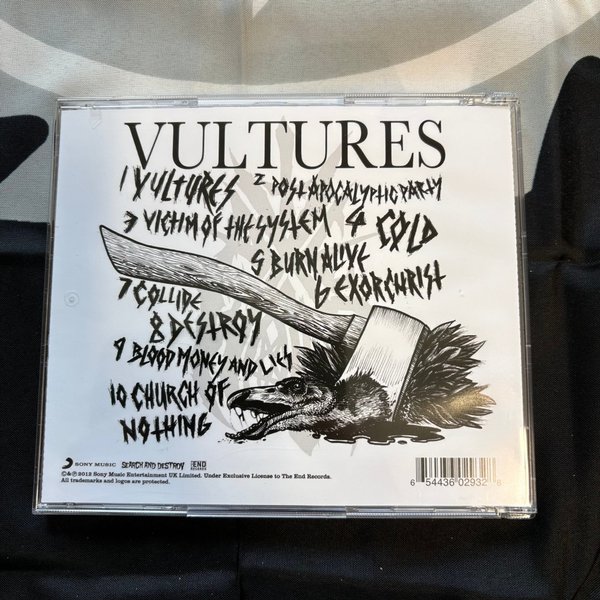 VULTURES
1 VULTURES 2 POST APOCALYPTIC PARTY
3 VICTIM OF THE SYSTEM 4 COLD
5 BURN ALIVE
6 EXORCHRIST
7 COLLIDE
8 DESTROY
9 BLOOD MONEY AND LIES
10 CHURCH OF
NOTHING
SONY MUSIC SEARCH AND DESTROY THE END RECORDS
©&℗2012 Sony Music Entertainment UK Limited. Under Exclusive License to The End Records.
All trademarks and logos are protected.
6 54436 02932 8